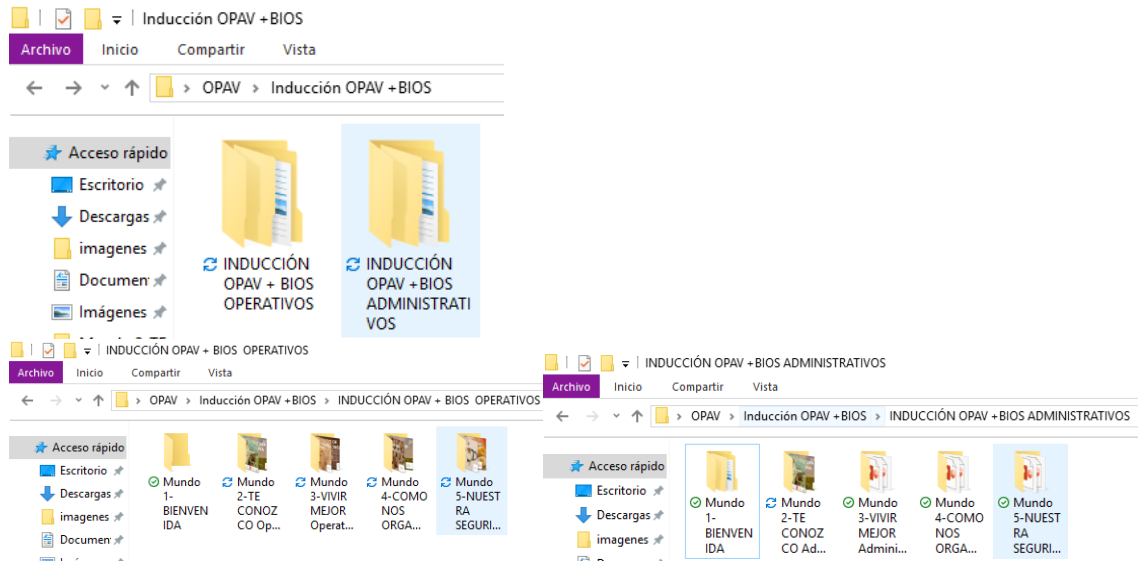 Inducción OPAV +BIOS
Archivo Inicio Compartir Vista
OPAV > Inducción OPAV +BIOS
Acceso rápido
Escritorio
Descargas
imagenes
Documen
Imágenes
INDUCCIÓN
OPAV + BIOS
OPERATIVOS
INDUCCIÓN
OPAV +BIOS
ADMINISTRATI
VOS
INDUCCIÓN OPAV + BIOS OPERATIVOS
Archivo Inicio Compartir Vista
OPAV > Inducción OPAV +BIOS > INDUCCIÓN OPAV + BIOS OPERATIVOS
Acceso rápido
Escritorio
Descargas
imagenes
Documen
Mundo
1-
BIENVEN
IDA
Mundo
2-TE
CONOZ
CO Op...
Mundo
3-VIVIR
MEJOR
Operat...
Mundo
4-COMO
NOS
ORGA...
Mundo
5-NUEST
RA
SEGURI...
INDUCCIÓN OPAV +BIOS ADMINISTRATIVOS
Archivo Inicio Compartir Vista
OPAV > Inducción OPAV +BIOS > INDUCCIÓN OPAV +BIOS ADMINISTRATIVOS
Acceso rápido
Escritorio
Descargas
imagenes
Mundo
1-
BIENVEN
IDA
Mundo
2-TE
CONOZ
CO Ad...
Mundo
3-VIVIR
MEJOR
Admini...
Mundo
4-COMO
NOS
ORGA...
Mundo
5-NUEST
RA
SEGURI...